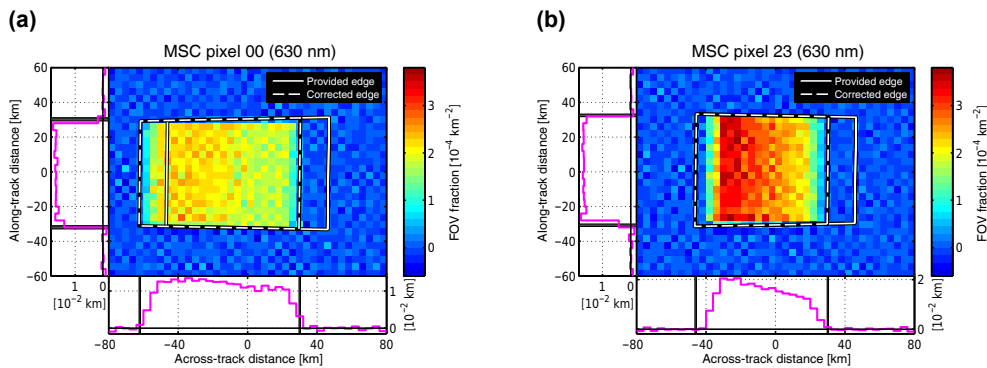 (a)
MSC pixel 00 (630 nm)
Along-track distance [km]
60
40
20
0
−20
−40
−60
Provided edge
Corrected edge
3
2
1
0
FOV fraction [10⁻⁴ km⁻²]
1 0
[10⁻² km]
1
0
[10⁻² km]
−80 −40 0 40 80
Across-track distance [km]
(b)
MSC pixel 23 (630 nm)
Along-track distance [km]
60
40
20
0
−20
−40
−60
Provided edge
Corrected edge
3
2
1
0
FOV fraction [10⁻⁴ km⁻²]
1 0
[10⁻² km]
2
0
[10⁻² km]
−80 −40 0 40 80
Across-track distance [km]